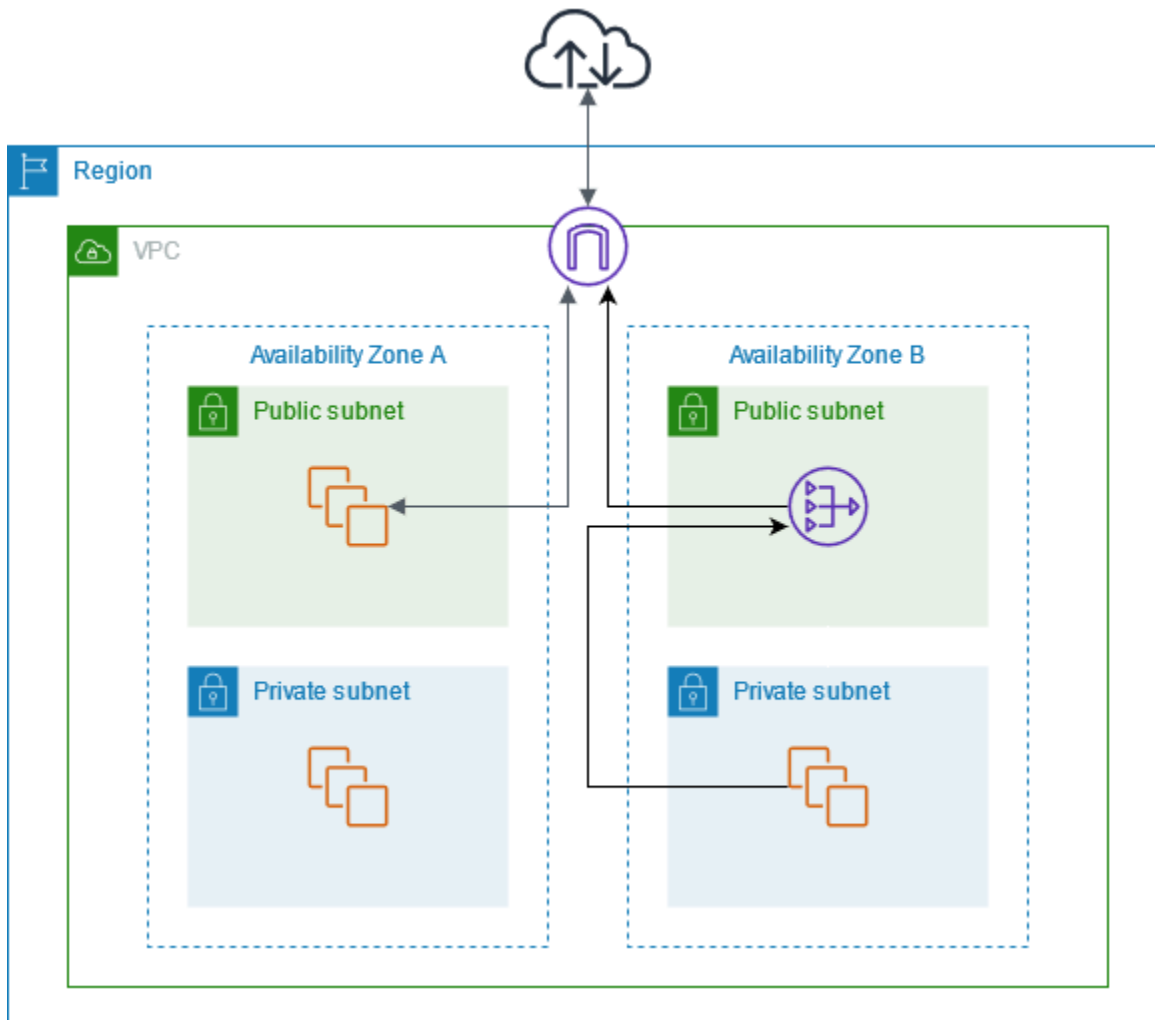 Region
VPC
Availability Zone A
Availability Zone B
Public subnet
Public subnet
Private subnet
Private subnet